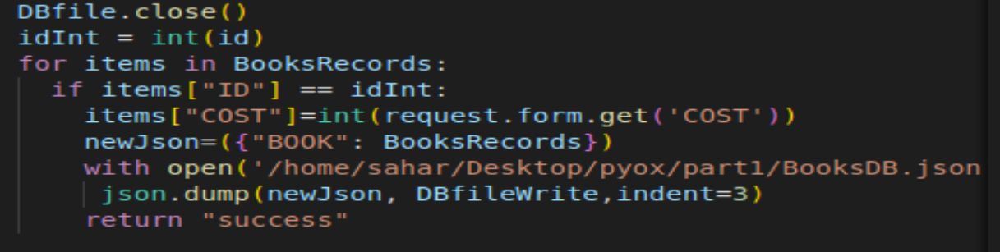 DBfile.close()
idInt = int(id)
for items in BooksRecords:
if items["ID"] == idInt:
items["COST"]=int(request.form.get('COST'))
newJson=({"BOOK": BooksRecords})
with open('/home/sahar/Desktop/pyox/part1/BooksDB.json
json.dump(newJson, DBfileWrite,indent=3)
return "success"